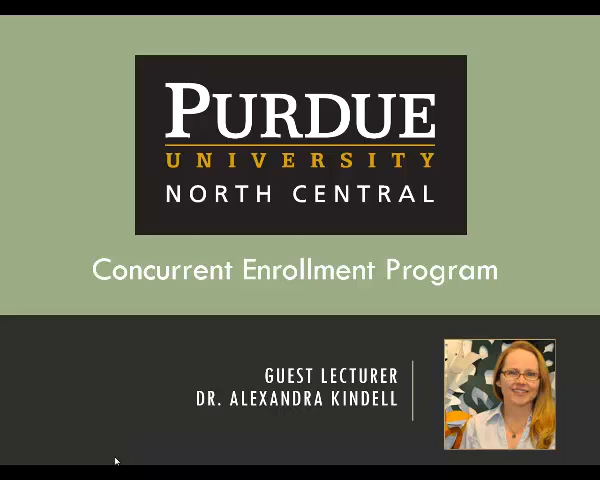 PURDUE
UNIVERSITY
NORTH CENTRAL
Concurrent Enrollment Program
GUEST LECTURER
DR. ALEXANDRA KINDELL